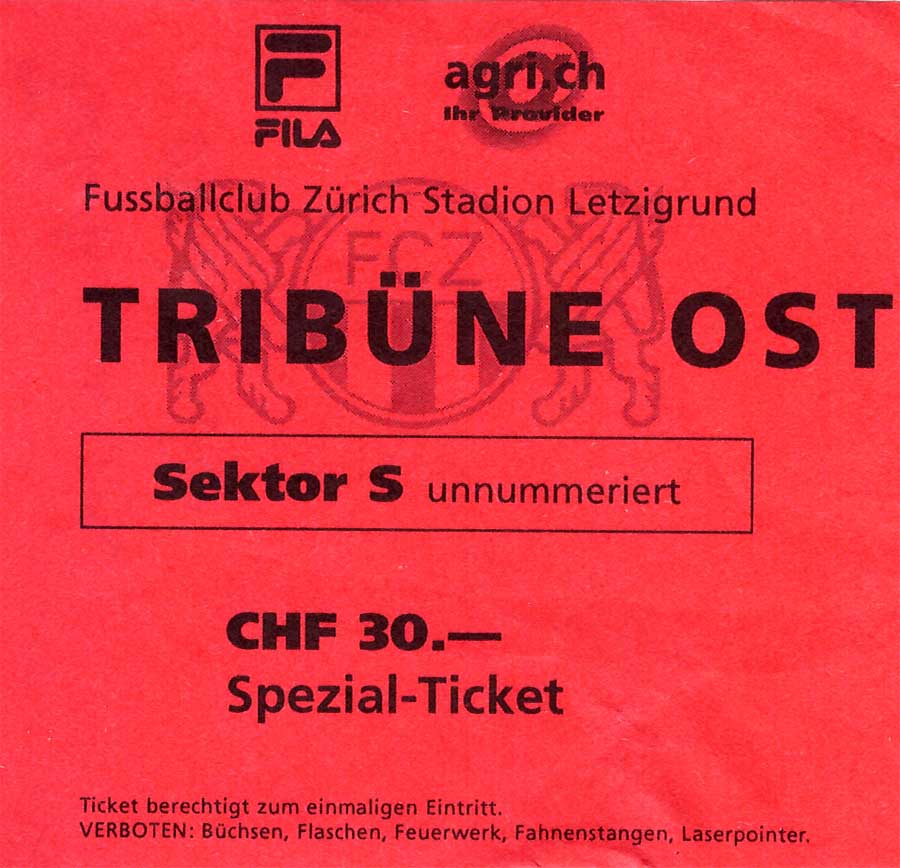 FILA
agri.ch
Ihr Provider
Fussballclub Zürich Stadion Letzigrund
FCZ
TRIBÜNE OST
Sektor S unnummeriert
CHF 30.—
Spezial-Ticket
Ticket berechtigt zum einmaligen Eintritt.
VERBOTEN: Büchsen, Flaschen, Feuerwerk, Fahnenstangen, Laserpointer.